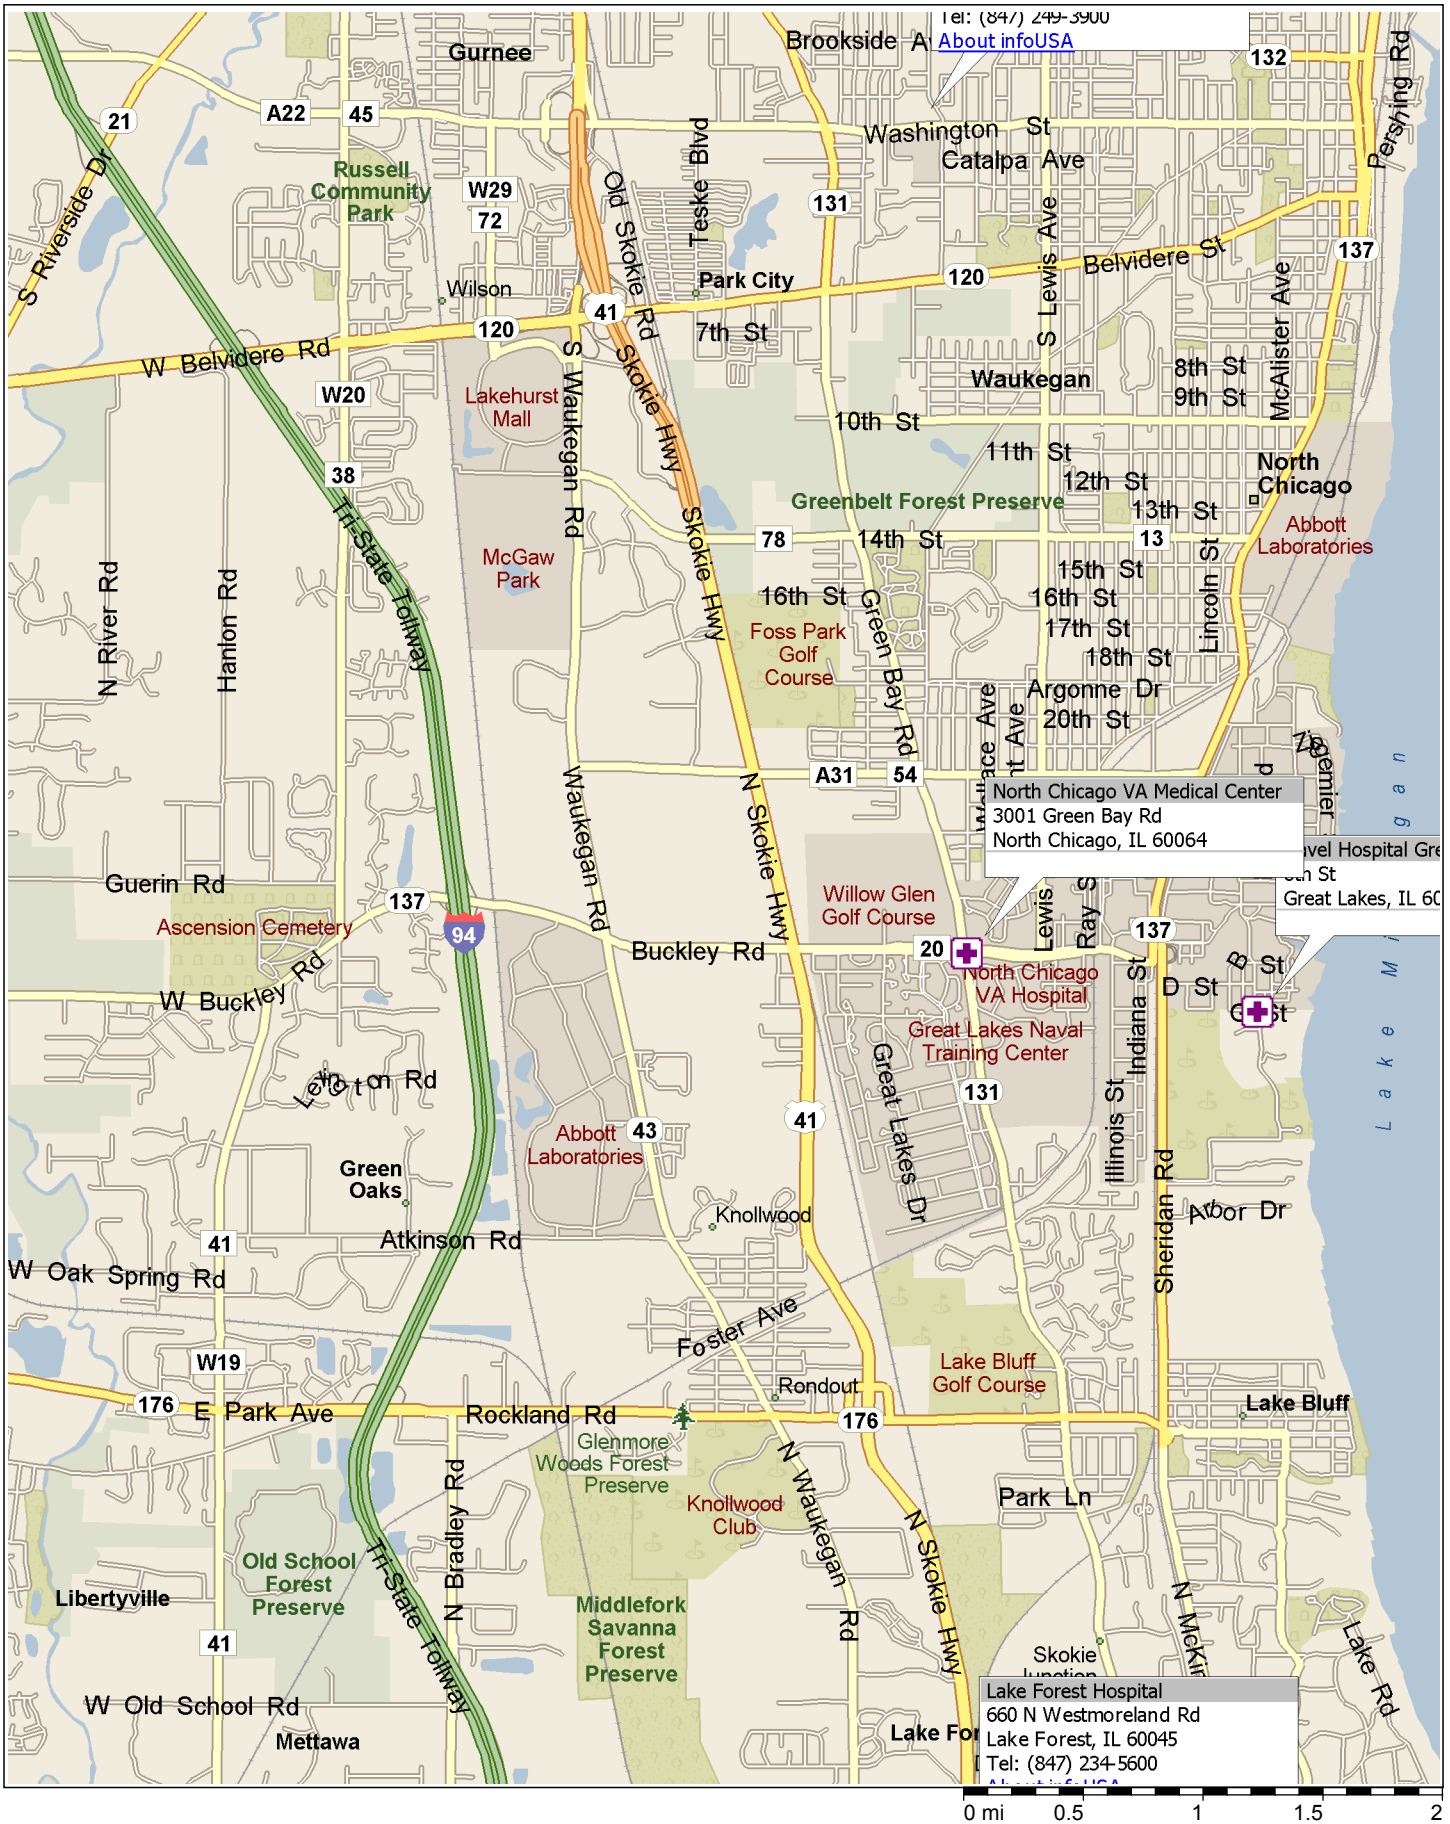 Tel: (847) 249-3900
About infoUSA
Gurnee
Brookside
132
Pershing Rd
21
A22
45
Washington St
Catalpa Ave
Russell
Community
Park
W29
72
Old Skokie Rd
Teske Blvd
131
S Riverside Dr
S Lewis Ave
Belvidere St
137
Wilson
Park City
120
41
7th St
120
W Belvidere Rd
McAlister Ave
W20
Lakehurst
Mall
S Waukegan Rd
Skokie Hwy
Waukegan
8th St
9th St
10th St
11th St
38
12th St
North
Chicago
Greenbelt Forest Preserve
13th St
Tri-State Tollway
Skokie Hwy
78
14th St
13
Abbott
Laboratories
McGaw
Park
15th St
N River Rd
Hanlon Rd
16th St
Green Bay Rd
16th St
Lincoln St
Foss Park
Golf
Course
17th St
18th St
Argonne Dr
20th St
A31
54
Waukegan Rd
N Skokie Hwy
North Chicago VA Medical Center
3001 Green Bay Rd
North Chicago, IL 60064
Great Lakes, IL 60
Guerin Rd
137
Willow Glen
Golf Course
Lewis
Ray S
Ascension Cemetery
94
137
Buckley Rd
20
B St
W Buckley Rd
North Chicago
VA Hospital
D St
Indiana St
Lake Mi
gan
Great Lakes Naval
Training Center
Great Lakes Dr
131
Illinois St
41
Abbott
Laboratories
43
Green
Oaks
Knollwood
Sheridan Rd
Arbor Dr
41
Atkinson Rd
W Oak Spring Rd
Foster Ave
W19
Lake Bluff
Golf Course
Rondout
176
E Park Ave
Rockland Rd
176
Lake Bluff
Glenmore
Woods Forest
Preserve
N Bradley Rd
N Waukegan Rd
Park Ln
Knollwood
Club
N Skokie Hwy
Old School
Forest
Preserve
Tri-State Tollway
Libertyville
Middlefork
Savanna
Forest
Preserve
41
Skokie
Lake Rd
W Old School Rd
Mettawa
Lake Forest Hospital
660 N Westmoreland Rd
Lake Forest, IL 60045
Tel: (847) 234-5600
About infoUSA
0 mi 0.5 1 1.5 2